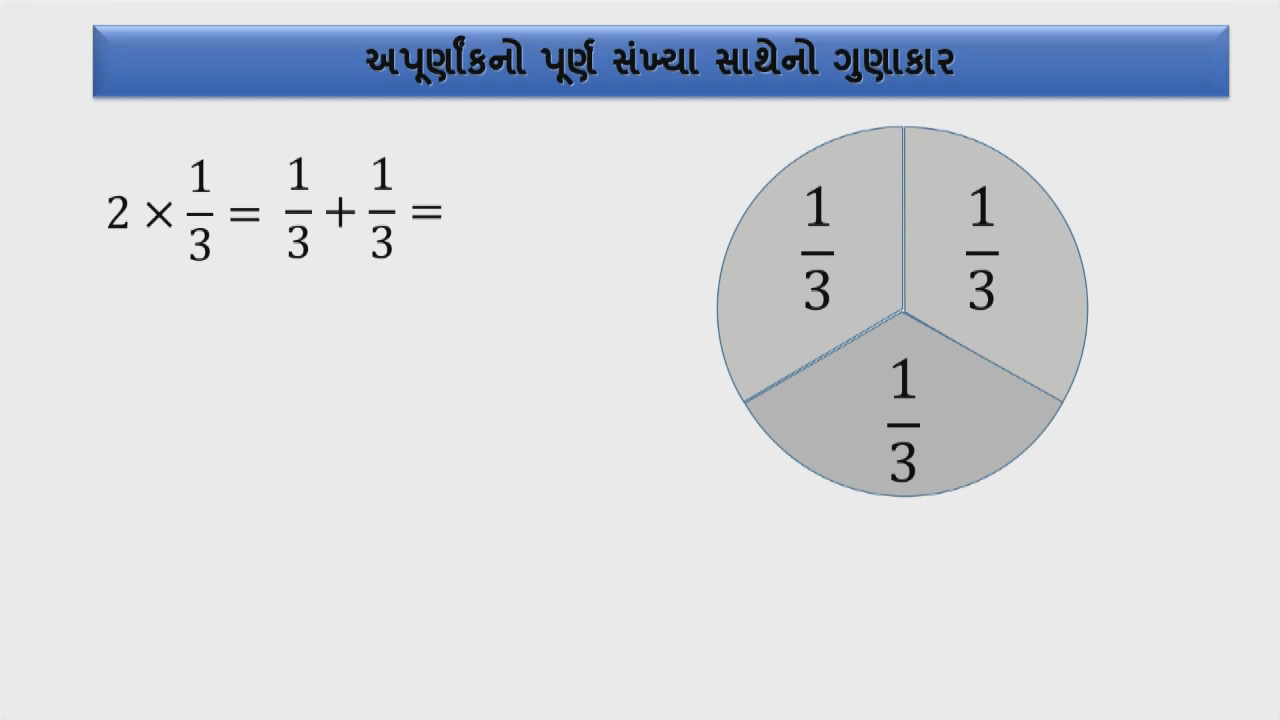 અપૂર્ણાંકનો પૂર્ણ સંખ્યા સાથેનો ગુણાકાર
2 × 1/3 = 1/3 + 1/3 =
1/3 1/3
1/3